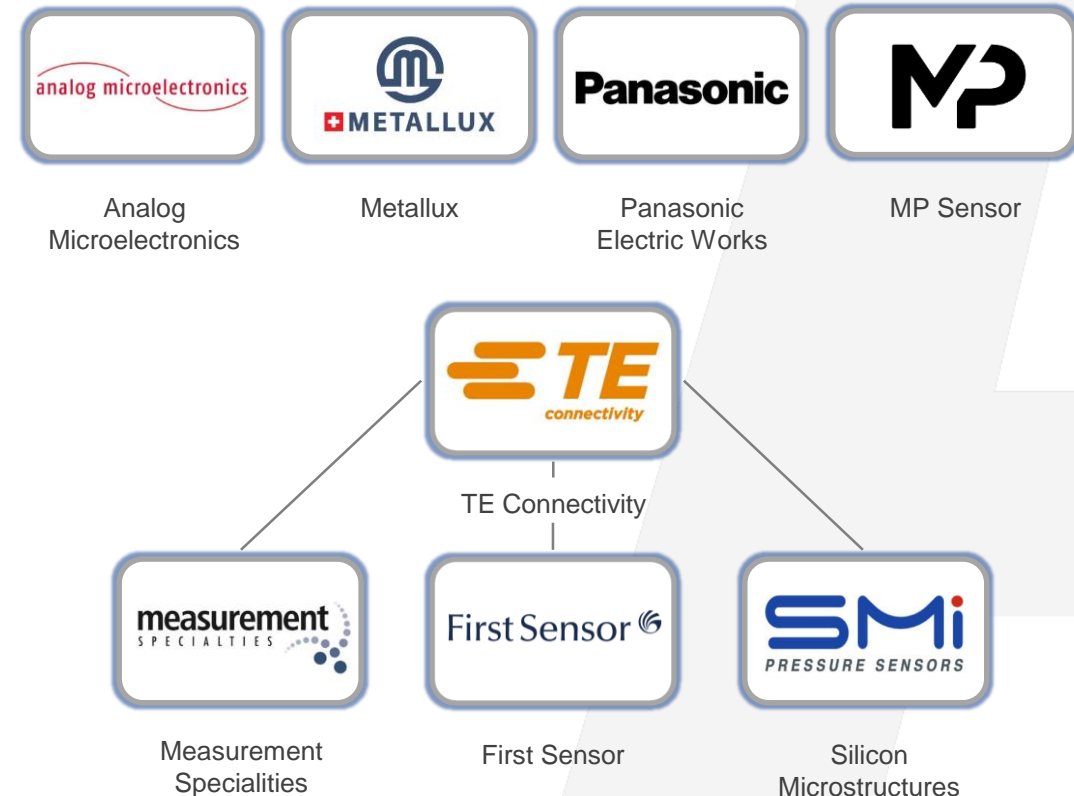 analog microelectronics
METALLUX
Panasonic
MP
Analog
Microelectronics
Metallux
Panasonic
Electric Works
MP Sensor
TE
connectivity
TE Connectivity
measurement
SPECIALTIES
First Sensor
SMi
PRESSURE SENSORS
Measurement
Specialities
First Sensor
Silicon
Microstructures